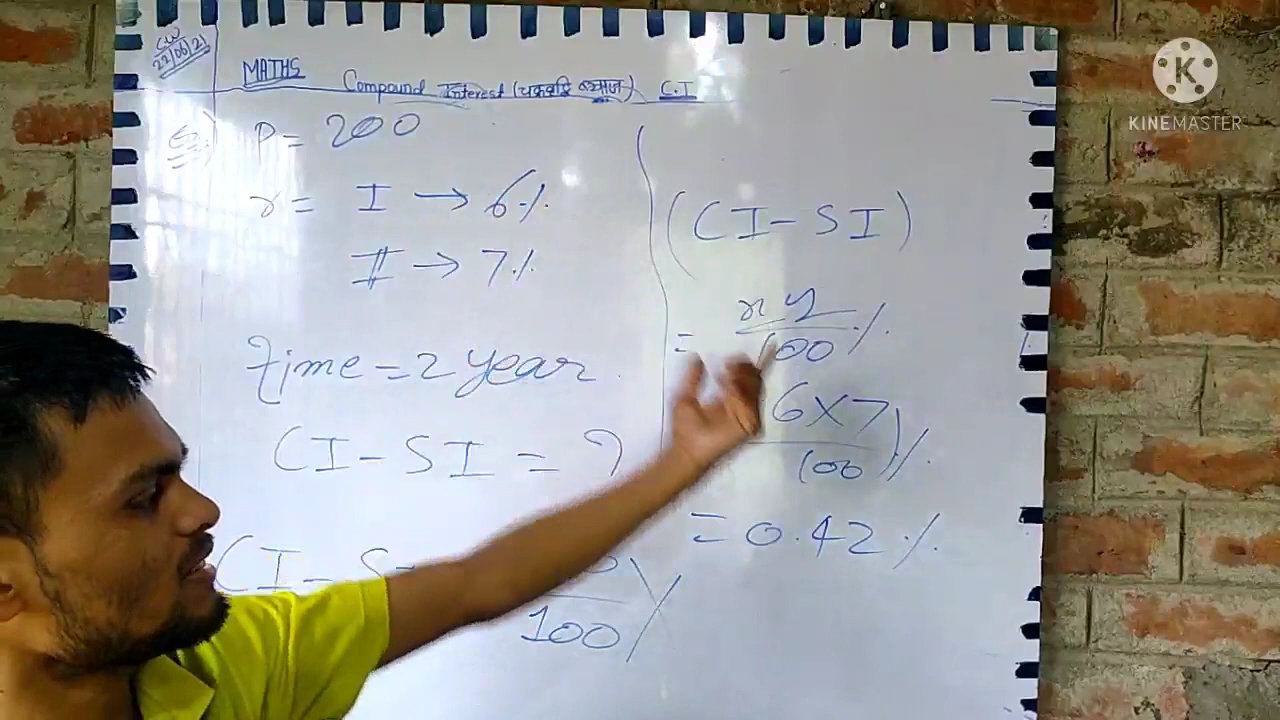 CW
22/06/21
MATHS
Compound Interest (चक्रवृद्धि ब्याज) C.I
P = 200
r = I → 6%
II → 7%
time = 2 year
CI - SI = ?
CI - S
100
(CI - SI)
= xy/100 %
6×7/100)%
= 0.42%
K
KINEMASTER